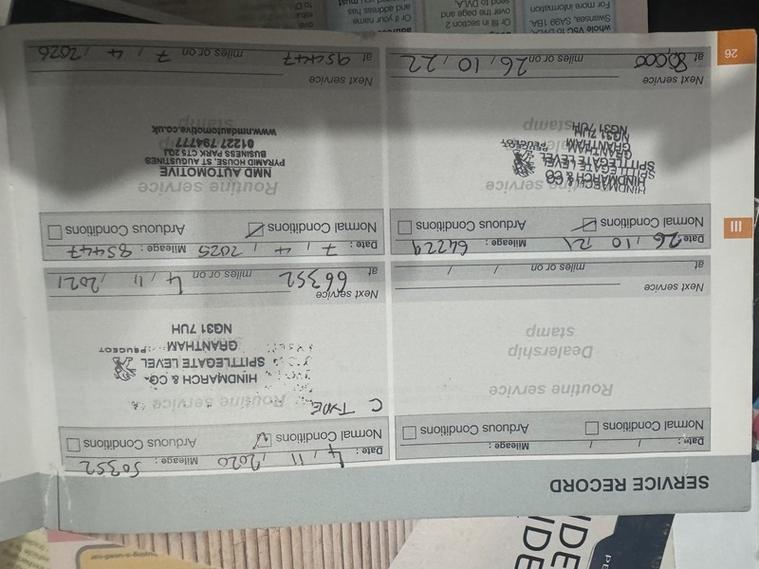 SERVICE RECORD
Date : / / Mileage :
Normal Conditions Arduous Conditions
Routine service
Dealership
stamp
Next service
at miles or on / /
Date : 4 / 11 / 2020 Mileage : 50352
Normal Conditions Arduous Conditions
C TYPE
Routine service
HINDMARCH & CO.
SPITTLEGATE LEVEL
GRANTHAM
PEUGEOT
NG31 7UH
Next service
at 66352 miles or on 4 / 11 / 2021
Date : 26 / 10 / 21 Mileage : 64229
Normal Conditions Arduous Conditions
Routine service
HINDMARCH & CO
SPITTLEGATE LEVEL
GRANTHAM
PEUGEOT
NG31 7UH
stamp
Next service
at 80,000 miles or on 26 / 10 / 22
Date : 7 / 4 / 2025 Mileage : 85447
Normal Conditions Arduous Conditions
Routine service
NMD AUTOMOTIVE
PYRAMID HOUSE, ST. AUGUSTINES
BUSINESS PARK CT5 2QJ
01227 794777
www.nmdautomotive.co.uk
stamp
Next service
at 95447 miles or on 7 / 4 / 2026
III
26